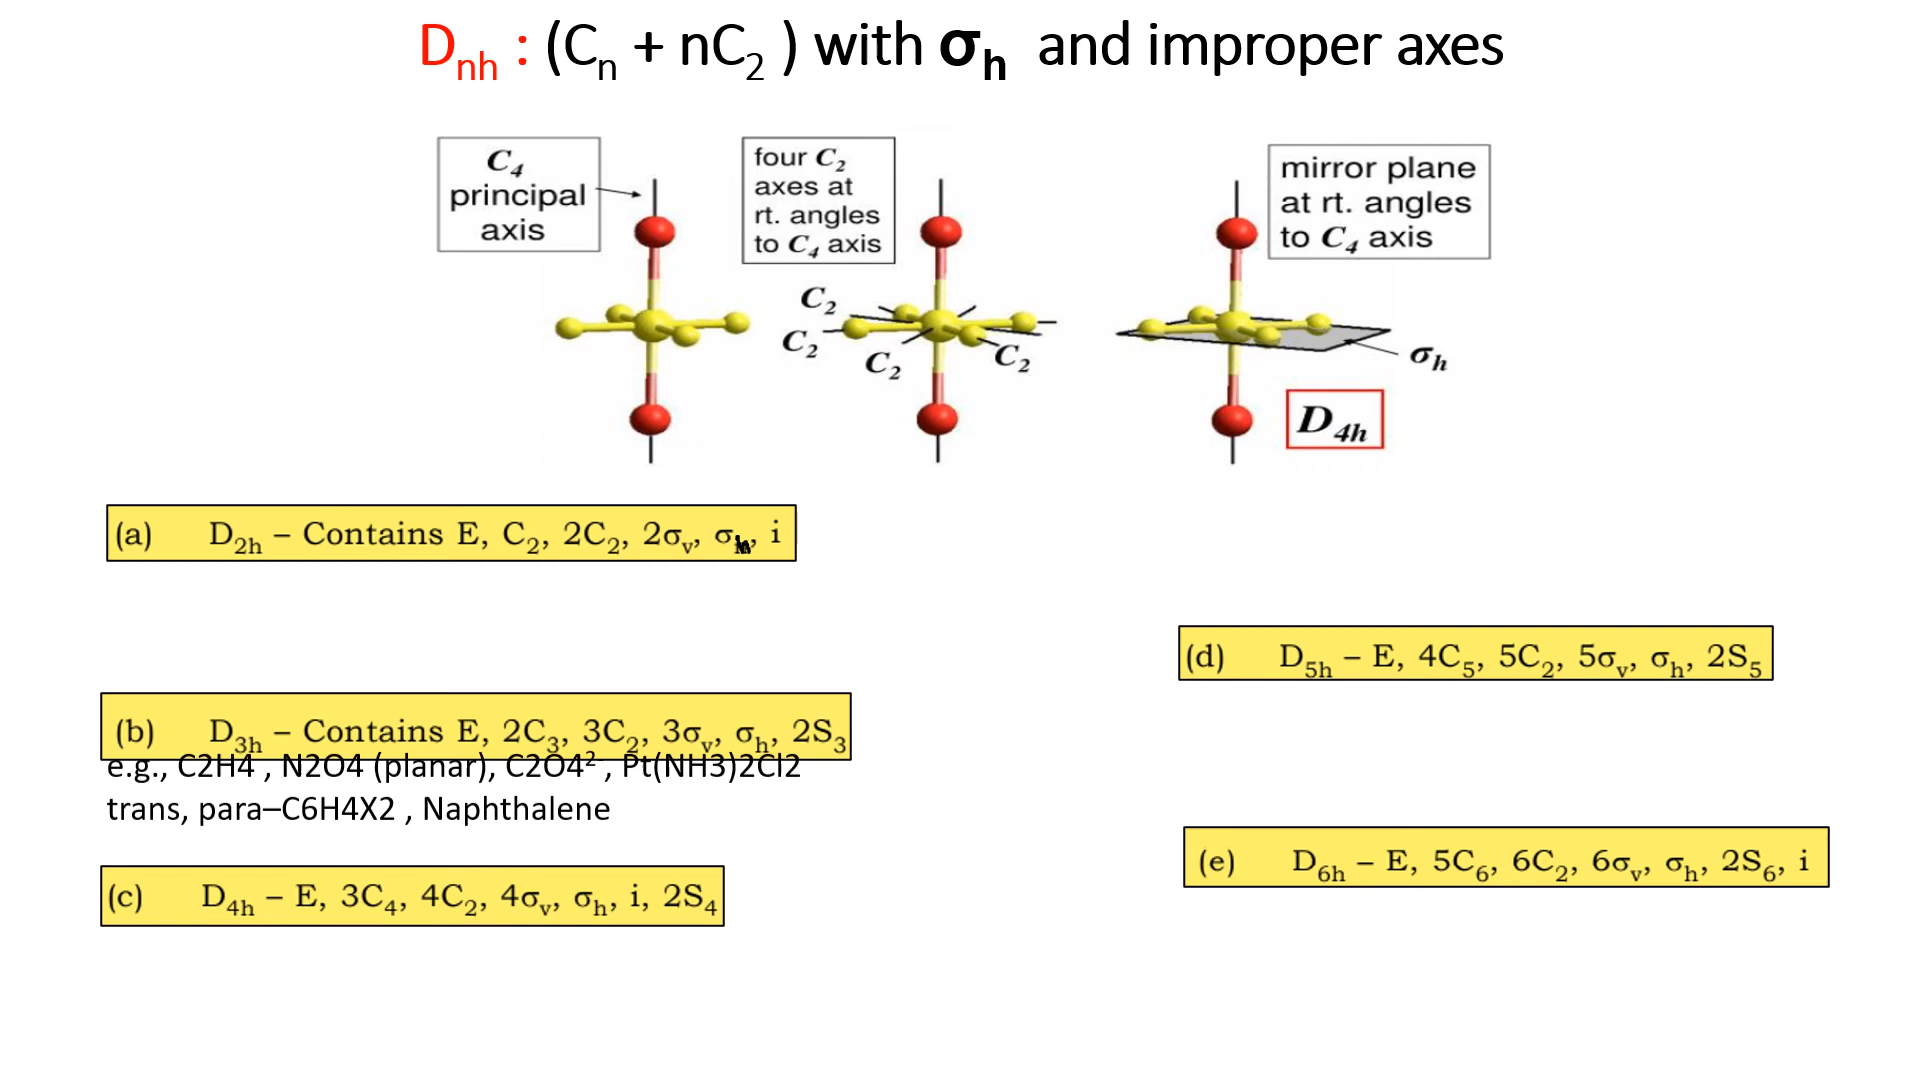 Dnh : (Cn + nC2 ) with σh and improper axes
C4
principal
axis
four C2
axes at
rt. angles
to C4 axis
mirror plane
at rt. angles
to C4 axis
C2
C2
C2
C2
σh
D4h
(a) D2h – Contains E, C2, 2C2, 2σv, σh, i
(d) D5h – E, 4C5, 5C2, 5σv, σh, 2S5
(b) D3h – Contains E, 2C3, 3C2, 3σv, σh, 2S3
e.g., C2H4 , N2O4 (planar), C2O4²⁻, Pt(NH3)2Cl2
trans, para–C6H4X2 , Naphthalene
(e) D6h – E, 5C6, 6C2, 6σv, σh, 2S6, i
(c) D4h – E, 3C4, 4C2, 4σv, σh, i, 2S4